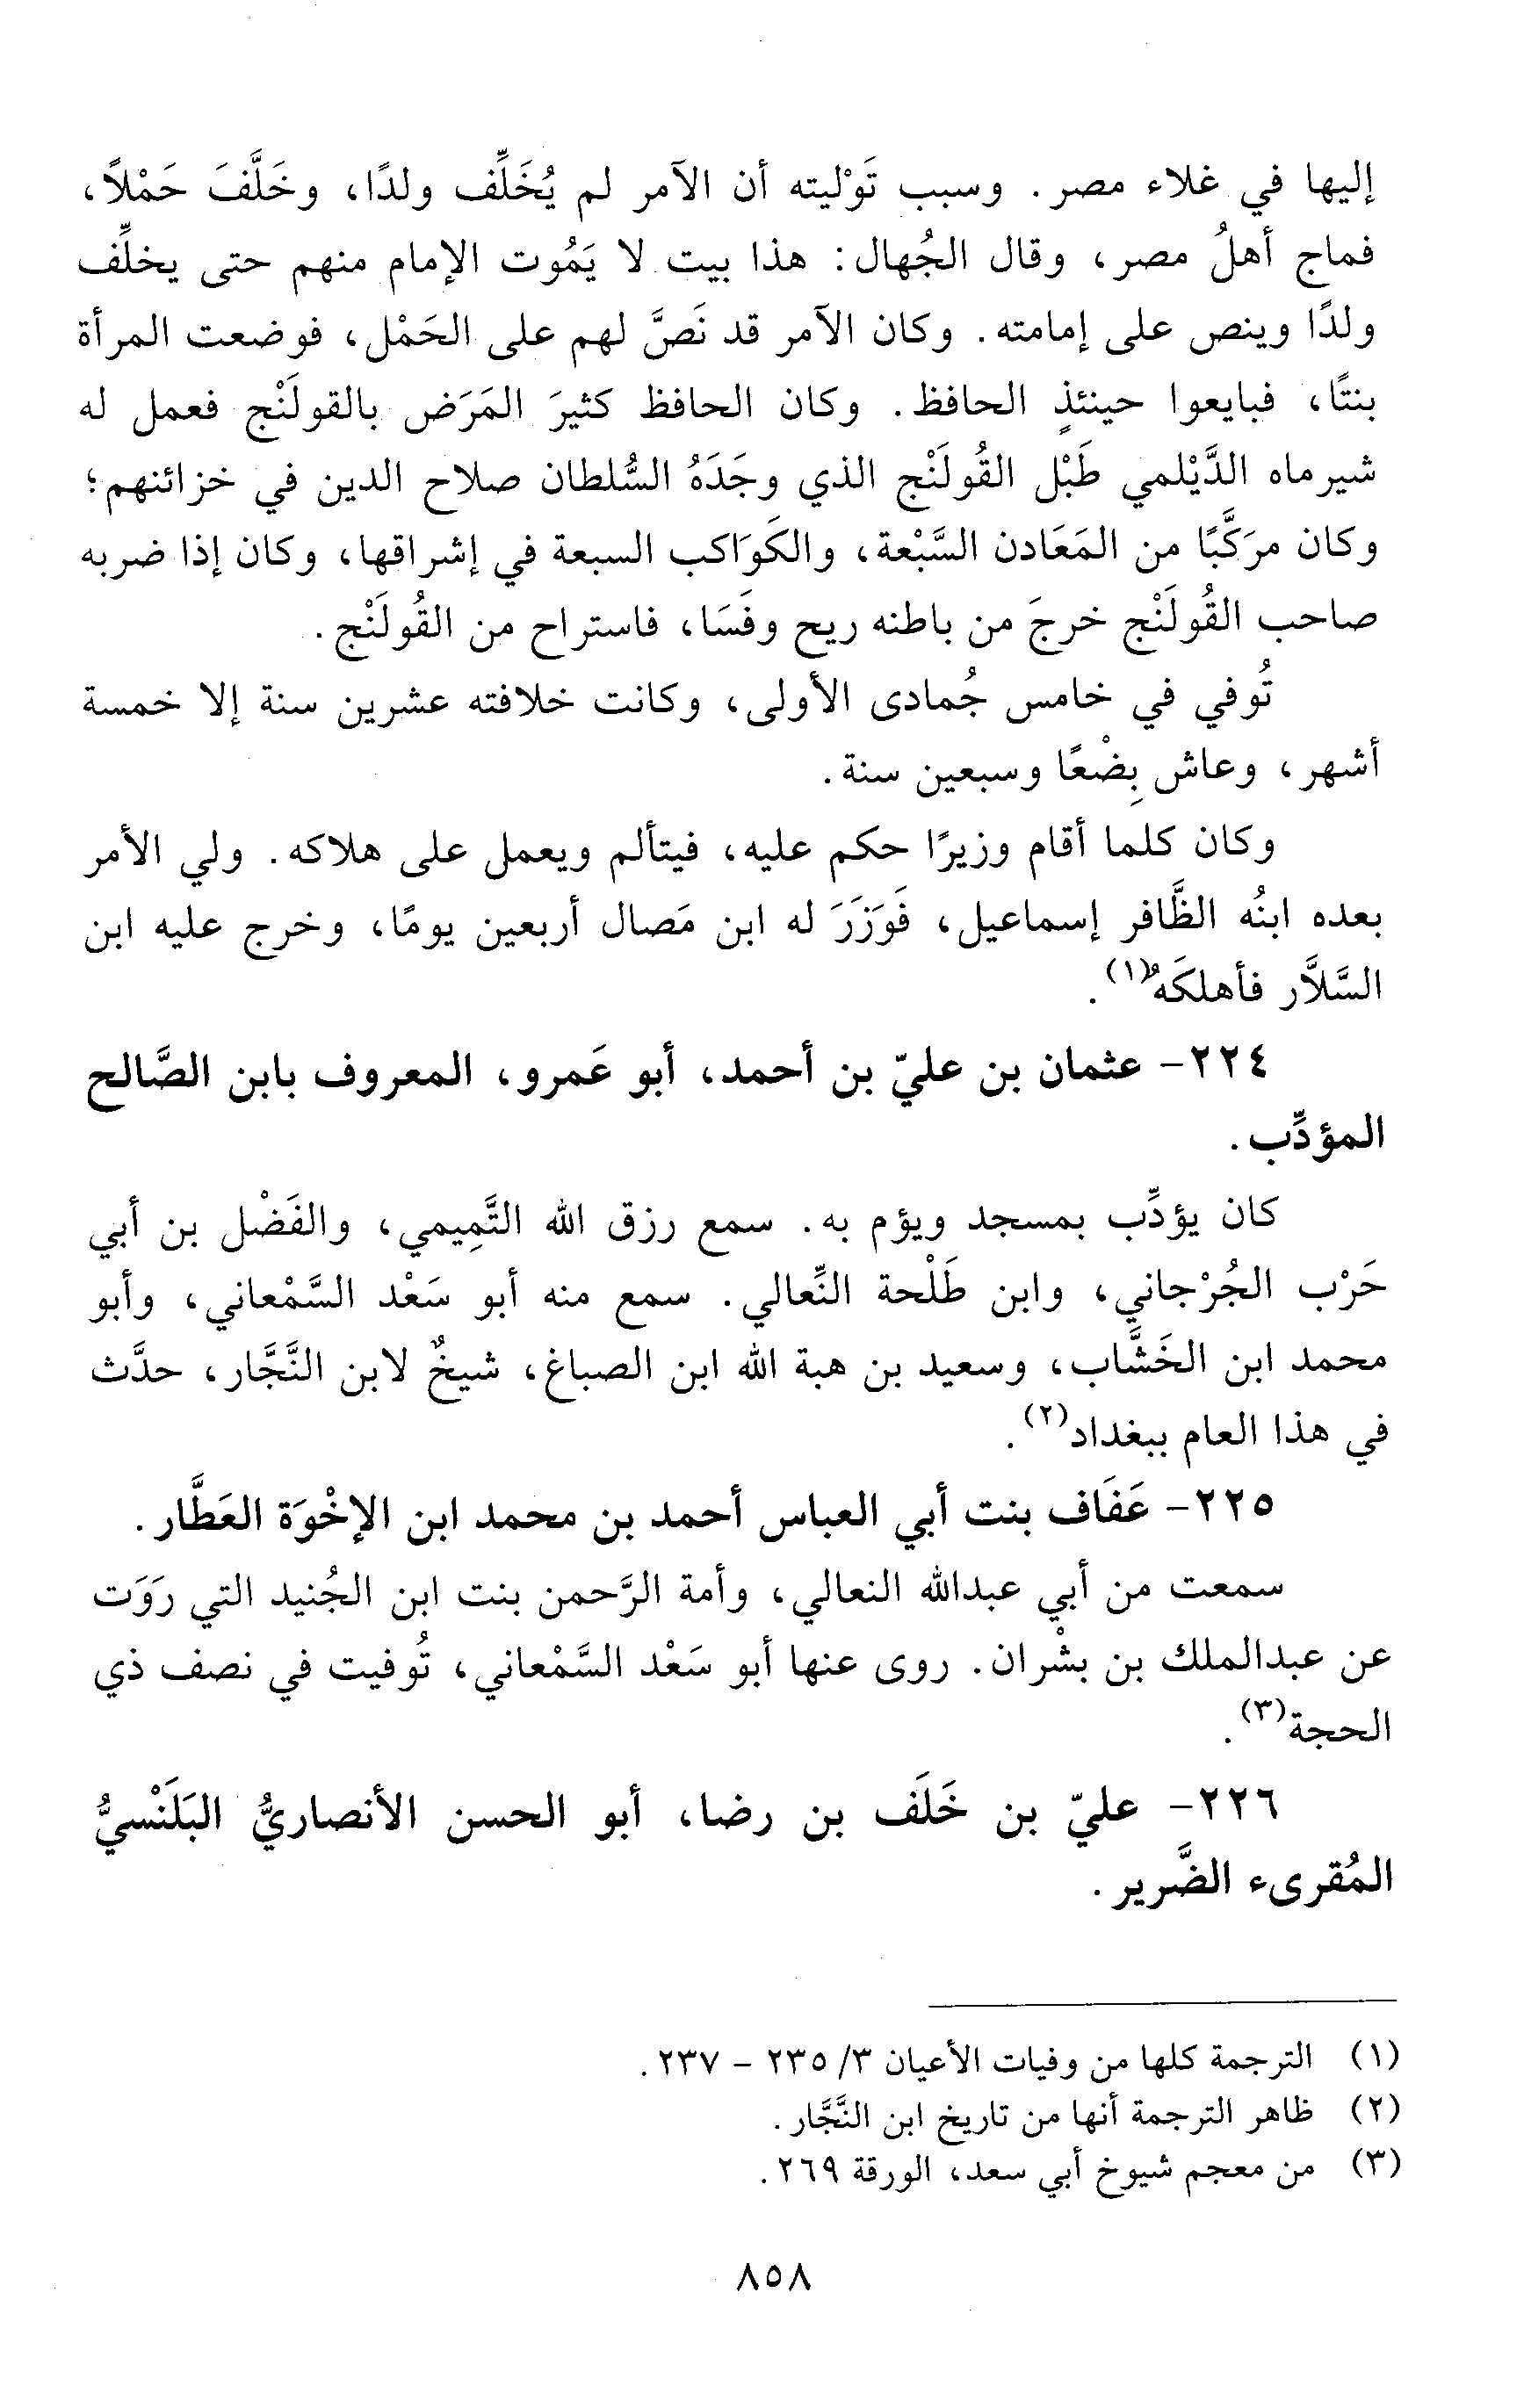 إليها في غلاء مصر. وسبب تَوْليته أن الآمر لم يُخَلِّف ولدًا، وخَلَّفَ حَمْلاً،
فماج أهلُ مصر، وقال الجُهال: هذا بيت لا يَمُوت الإمام منهم حتى يخلِّف
ولدًا وينص على إمامته. وكان الآمر قد نَصَّ لهم على الحَمْل، فوضعت المرأة
بنتًا، فبايعوا حينئذٍ الحافظ. وكان الحافظ كثيرَ المَرَض بالقولَنْج فعمل له
شيرماه الدَّيْلمي طَبْل القُولَنْج الذي وجَدَهُ السُّلطان صلاح الدين في خزائنهم؛
وكان مرَكَّبًا من المَعَادن السَّبْعة، والكَوَاكب السبعة في إشراقها، وكان إذا ضربه
صاحب القُولَنْج خرجَ من باطنه ريح وفَسَا، فاستراح من القُولَنْج.
تُوفي في خامس جُمادى الأولى، وكانت خلافته عشرين سنة إلا خمسة
أشهر، وعاش بِضْعًا وسبعين سنة.
وكان كلما أقام وزيرًا حكم عليه، فيتألم ويعمل على هلاكه. ولي الأمر
بعده ابنُه الظَّافر إسماعيل، فَوَزَرَ له ابن مَصال أربعين يومًا، وخرج عليه ابن
السَّلاَّر فأهلكَهُ(١).
٢٢٤- عثمان بن عليّ بن أحمد، أبو عَمرو، المعروف بابن الصَّالح
المؤدِّب.
كان يؤدِّب بمسجد ويؤم به. سمع رزق الله التَّمِيمي، والفَضْل بن أبي
حَرْب الجُرْجاني، وابن طَلْحة النِّعالي. سمع منه أبو سَعْد السَّمْعاني، وأبو
محمد ابن الخَشَّاب، وسعيد بن هبة الله ابن الصباغ، شيخٌ لابن النَّجَّار، حدَّث
في هذا العام ببغداد(٢).
٢٢٥- عَفَاف بنت أبي العباس أحمد بن محمد ابن الإخْوَة العَطَّار.
سمعت من أبي عبدالله النعالي، وأمة الرَّحمن بنت ابن الجُنيد التي رَوَت
عن عبدالملك بن بشْران. روى عنها أبو سَعْد السَّمْعاني، تُوفيت في نصف ذي
الحجة(٣).
٢٢٦- عليّ بن خَلَف بن رضا، أبو الحسن الأنصاريُّ البَلَنْسيُّ
المُقرىء الضَّرير.
(١) الترجمة كلها من وفيات الأعيان ٣/ ٢٣٥ - ٢٣٧.
(٢) ظاهر الترجمة أنها من تاريخ ابن النَّجَّار.
(٣) من معجم شيوخ أبي سعد، الورقة ٢٦٩.
٨٥٨